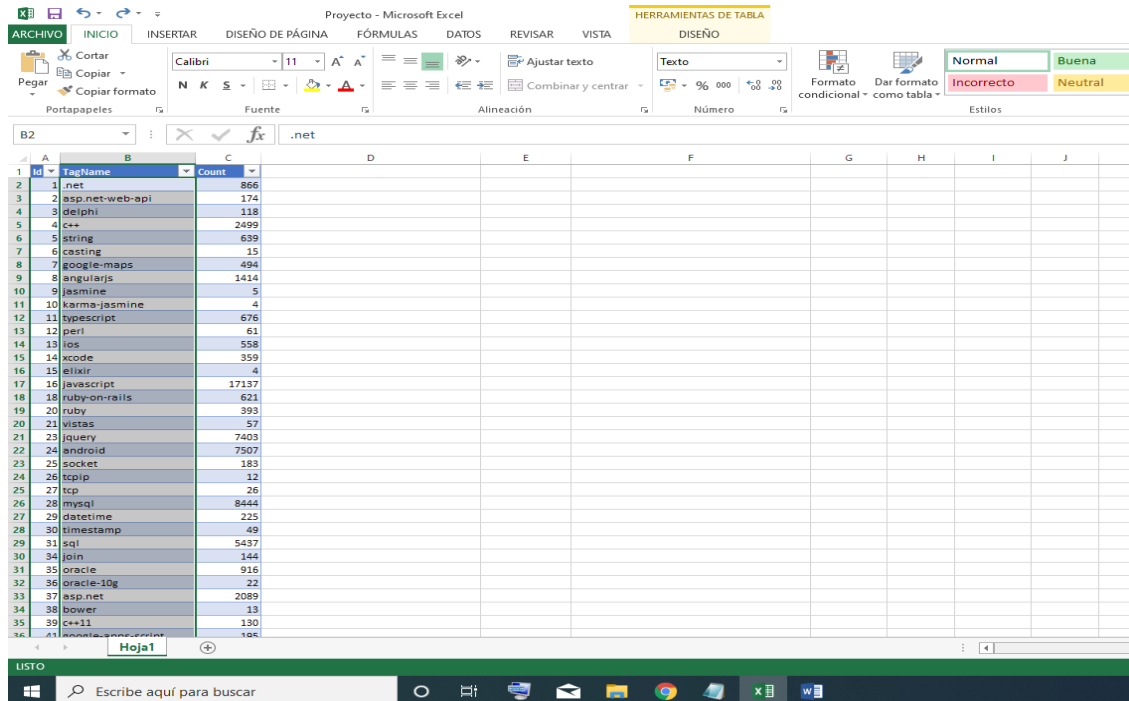 Proyecto - Microsoft Excel
HERRAMIENTAS DE TABLA
ARCHIVO INICIO INSERTAR DISEÑO DE PÁGINA FÓRMULAS DATOS REVISAR VISTA DISEÑO
Pegar
Cortar
Copiar
Copiar formato
Portapapeles
Calibri 11
N K S
Fuente
Ajustar texto
Combinar y centrar
Alineación
Texto
% 000
Número
Formato condicional
Dar formato como tabla
Normal Buena
Incorrecto Neutral
Estilos
B2 fx .net
A B C D E F G H I J
1 Id TagName Count
2 1 .net 866
3 2 asp.net-web-api 174
4 3 delphi 118
5 4 c++ 2499
6 5 string 639
7 6 casting 15
8 7 google-maps 494
9 8 angularjs 1414
10 9 jasmine 5
11 10 karma-jasmine 4
12 11 typescript 676
13 12 perl 61
14 13 ios 558
15 14 xcode 359
16 15 elixir 4
17 16 javascript 17137
18 18 ruby-on-rails 621
19 20 ruby 393
20 21 vistas 57
21 23 jquery 7403
22 24 android 7507
23 25 socket 183
24 26 tcpip 12
25 27 tcp 26
26 28 mysql 8444
27 29 datetime 225
28 30 timestamp 49
29 31 sql 5437
30 34 join 144
31 35 oracle 916
32 36 oracle-10g 22
33 37 asp.net 2089
34 38 bower 13
35 39 c++11 130
36 41 google-apps-script 195
Hoja1
LISTO
Escribe aquí para buscar